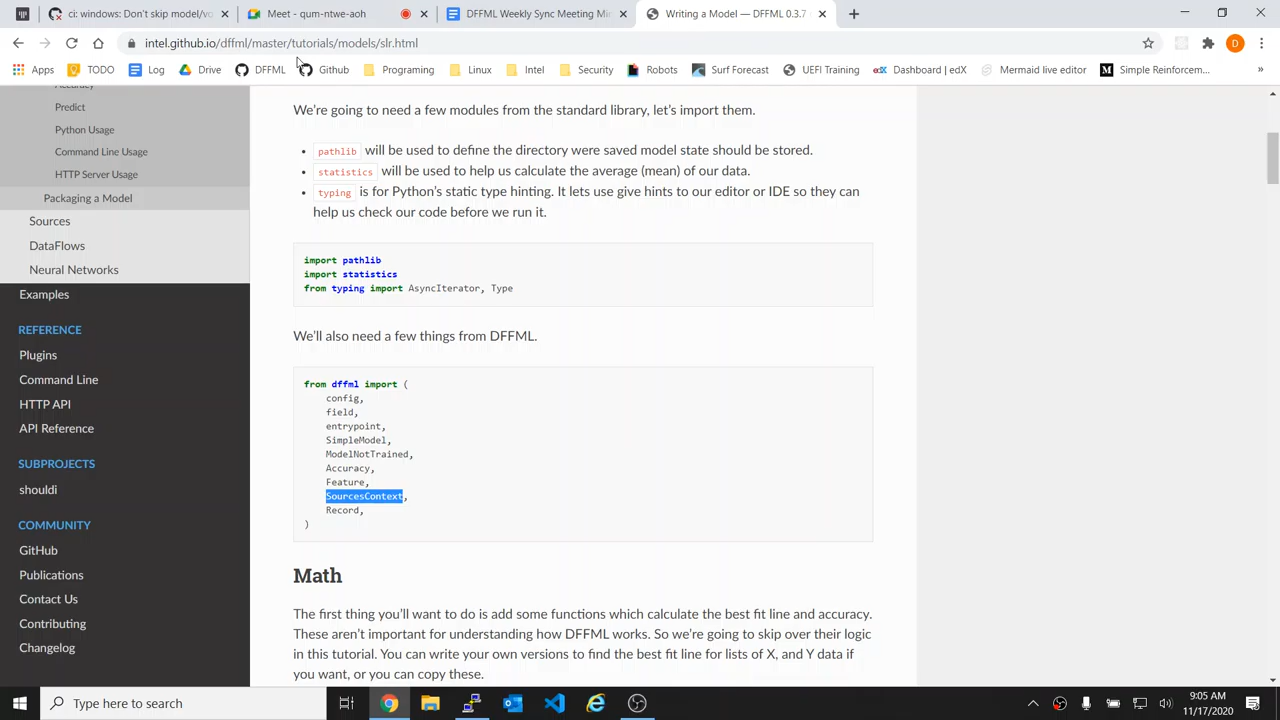 ci: windows: Don't skip model/vo
Meet - qum-ntwe-aoh
DFFML Weekly Sync Meeting Mi
Writing a Model — DFFML 0.3.7
intel.github.io/dffml/master/tutorials/models/slr.html
D
Apps
TODO
Log
Drive
DFFML
Github
Programing
Linux
Intel
Security
Robots
Surf Forecast
UEFI Training
Dashboard | edX
Mermaid live editor
Simple Reinforcem...
»
Accuracy
Predict
Python Usage
Command Line Usage
HTTP Server Usage
Packaging a Model
Sources
DataFlows
Neural Networks
Examples
REFERENCE
Plugins
Command Line
HTTP API
API Reference
SUBPROJECTS
shouldi
COMMUNITY
GitHub
Publications
Contact Us
Contributing
Changelog
We're going to need a few modules from the standard library, let's import them.
• pathlib will be used to define the directory were saved model state should be stored.
• statistics will be used to help us calculate the average (mean) of our data.
• typing is for Python's static type hinting. It lets use give hints to our editor or IDE so they can
help us check our code before we run it.
import pathlib
import statistics
from typing import AsyncIterator, Type
We'll also need a few things from DFFML.
from dffml import (
config,
field,
entrypoint,
SimpleModel,
ModelNotTrained,
Accuracy,
Feature,
SourcesContext,
Record,
)
Math
The first thing you'll want to do is add some functions which calculate the best fit line and accuracy.
These aren't important for understanding how DFFML works. So we're going to skip over their logic
in this tutorial. You can write your own versions to find the best fit line for lists of X, and Y data if
you want, or you can copy these.
Type here to search
9:05 AM
11/17/2020